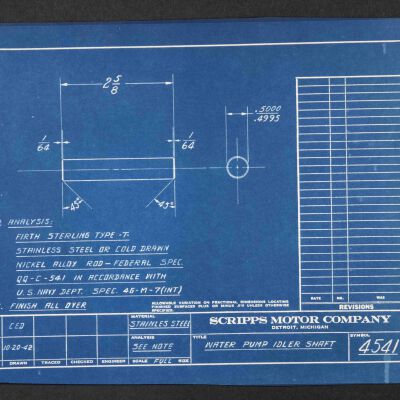 2 5/8
.5000
.4995
1/64
1/64
45°
45°
ANALYSIS:
FIRTH STERLING TYPE -T-
STAINLESS STEEL OR COLD DRAWN
NICKEL ALLOY ROD - FEDERAL SPEC.
QQ-C-541 IN ACCORDANCE WITH
U.S. NAVY DEPT. SPEC. 46-M-7(INT)
FINISH ALL OVER
ALLOWABLE VARIATION ON FRACTIONAL DIMENSIONS LOCATING
FINISHED SURFACES PLUS OR MINUS .010 UNLESS OTHERWISE
SPECIFIED.
DATE NO. WAS
REVISIONS
CED
10-20-42
DRAWN TRACED CHECKED ENGINEER
MATERIAL
STAINLESS STEEL
ANALYSIS
SEE NOTE
SCALE FULL SIZE
SCRIPPS MOTOR COMPANY
DETROIT, MICHIGAN
TITLE
WATER PUMP IDLER SHAFT
SYMBOL
4541